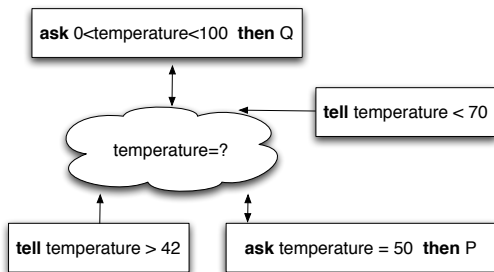 ask 0<temperature<100 then Q
tell temperature < 70
temperature=?
tell temperature > 42
ask temperature = 50 then P